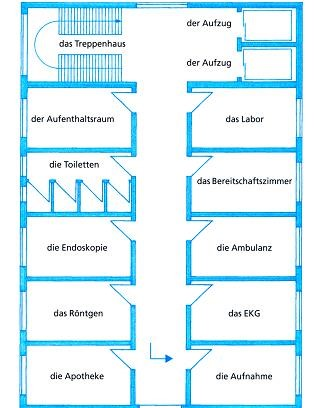 der Aufzug
das Treppenhaus
der Aufzug
der Aufenthaltsraum
das Labor
die Toiletten
das Bereitschaftszimmer
die Endoskopie
die Ambulanz
das Röntgen
das EKG
die Apotheke
die Aufnahme